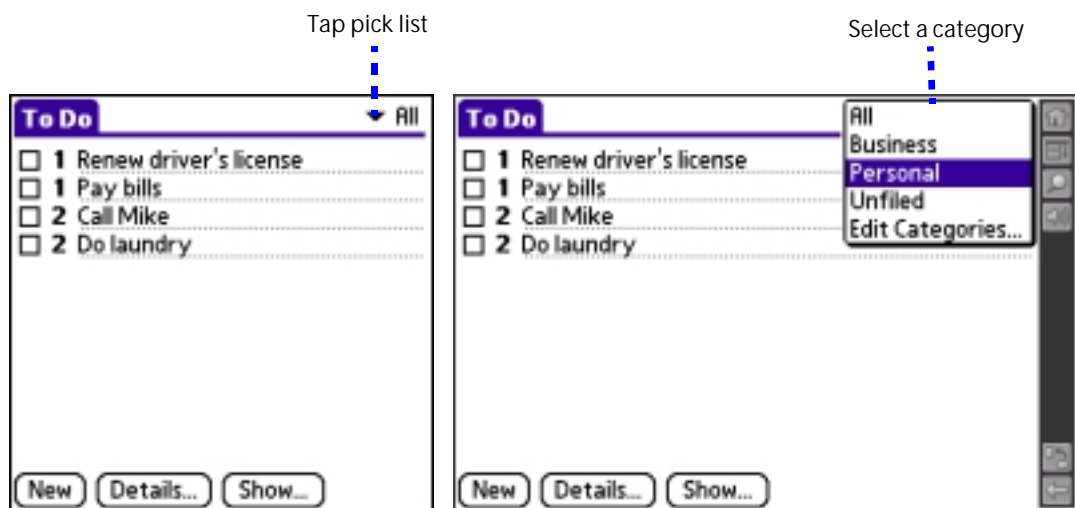 Tap pick list
Select a category
To Do
All
1 Renew driver's license
1 Pay bills
2 Call Mike
2 Do laundry
New Details... Show...
To Do
All
Business
Personal
Unfiled
Edit Categories...
1 Renew driver's license
1 Pay bills
2 Call Mike
2 Do laundry
New Details... Show...